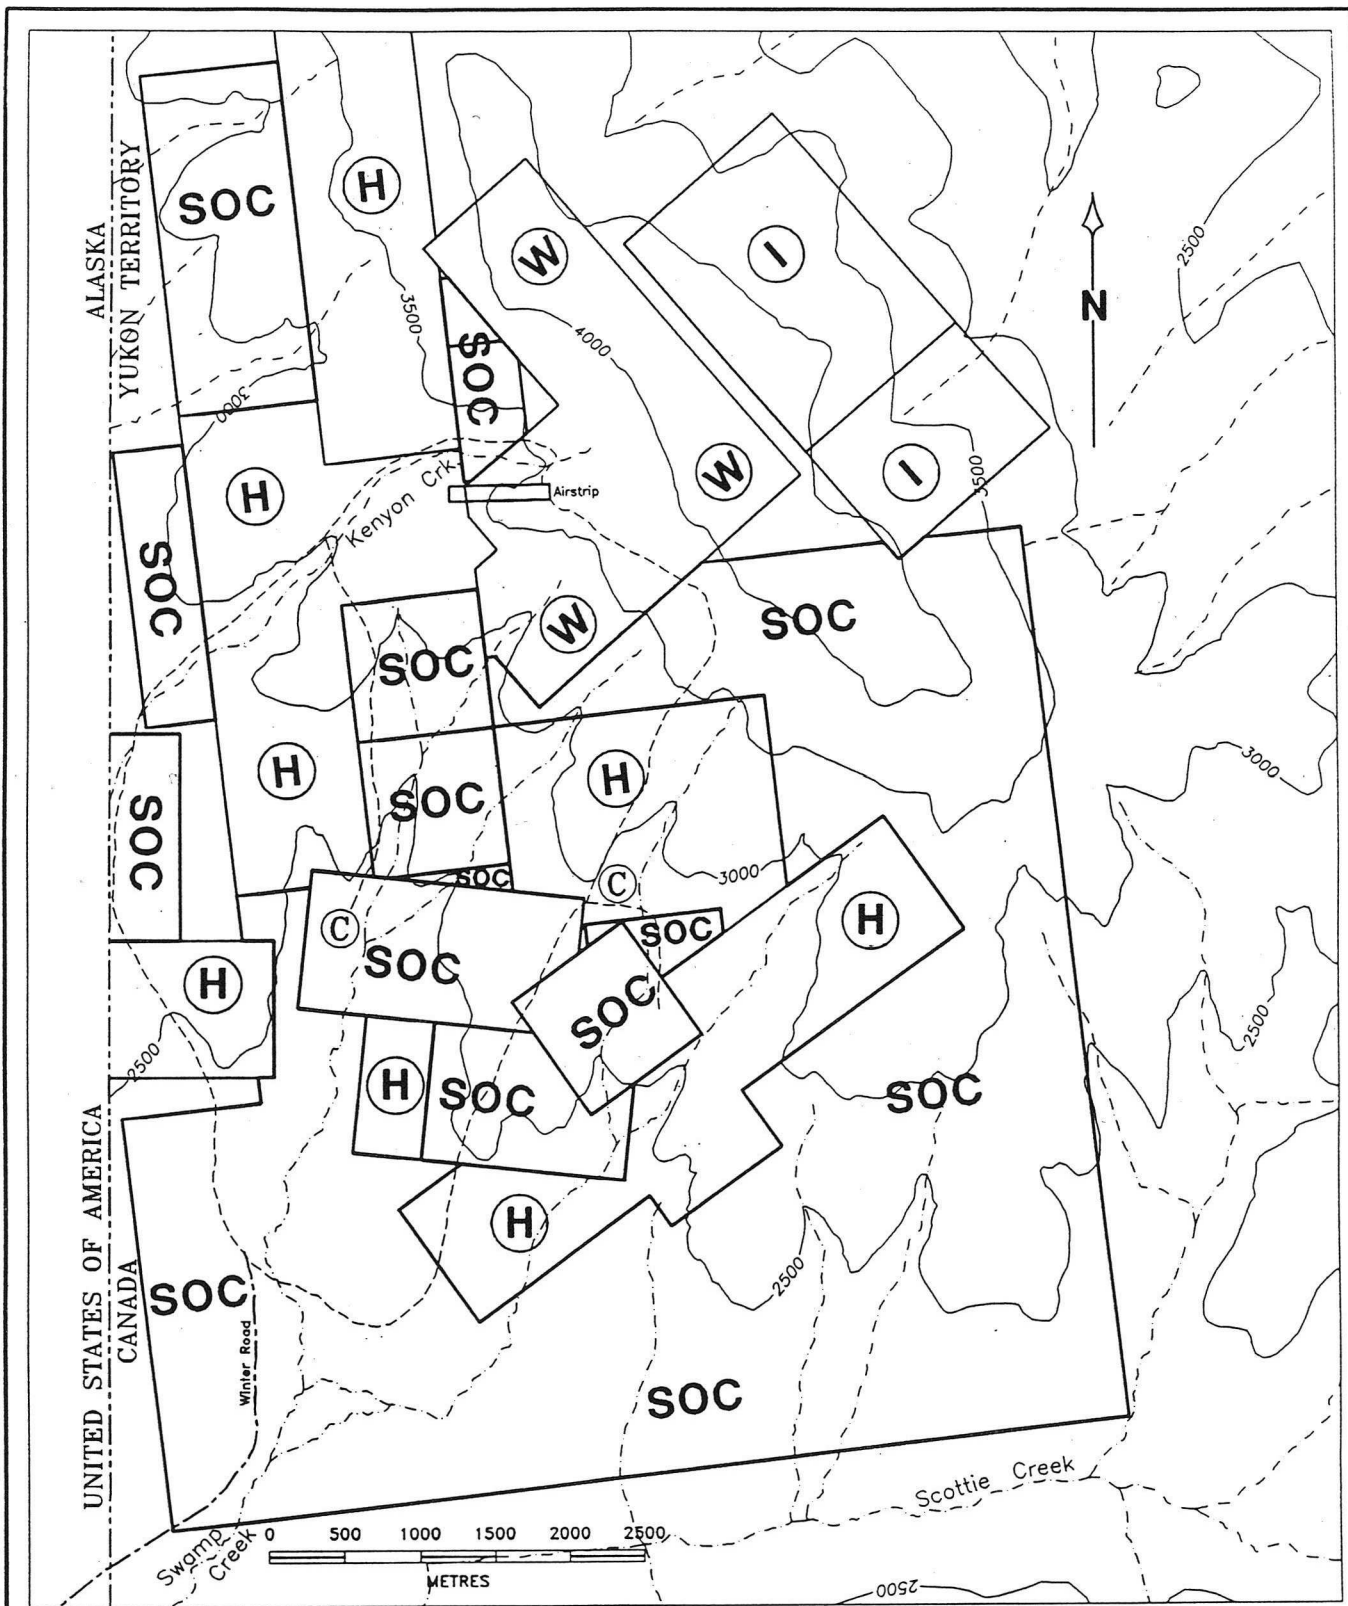 SOC
H
ALASKA
YUKON TERRITORY
W
I
2500
N
3500
4000
SOC
3000
W
I
3500
H
Kenyon Crk
Airstrip
SOC
W
SOC
SOC
H
H
3000
SOC
SOC
SOC
C
3000
H
C
SOC
SOC
H
SOC
2500
2500
H
SOC
SOC
UNITED STATES OF AMERICA
CANADA
H
2500
SOC
Winter Road
SOC
Scottie Creek
Swamp Creek
0 500 1000 1500 2000 2500
METRES
2500